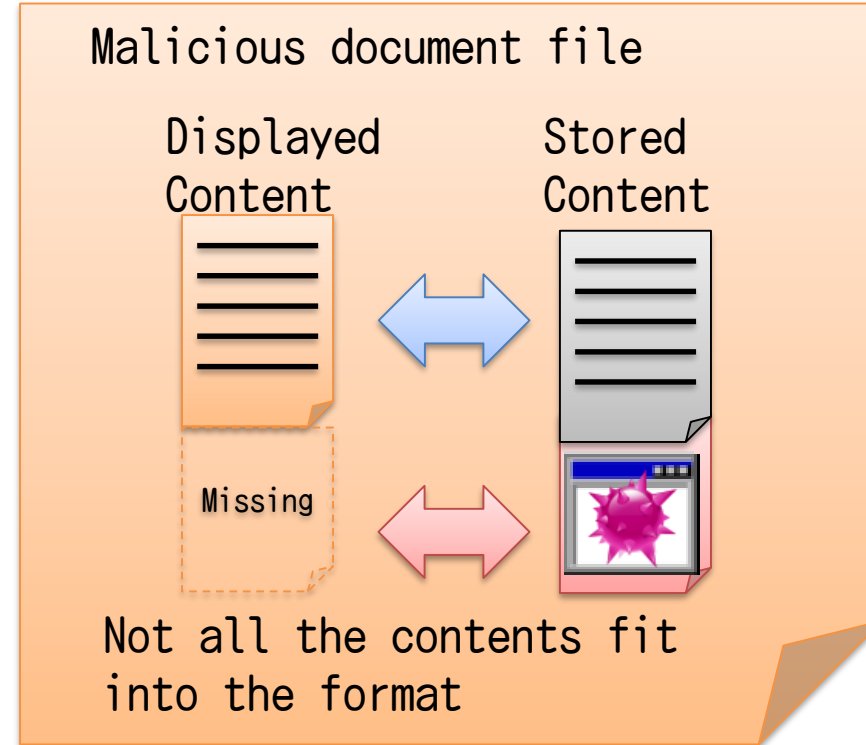 Malicious document file
Displayed
Content
Stored
Content
Missing
Not all the contents fit
into the format